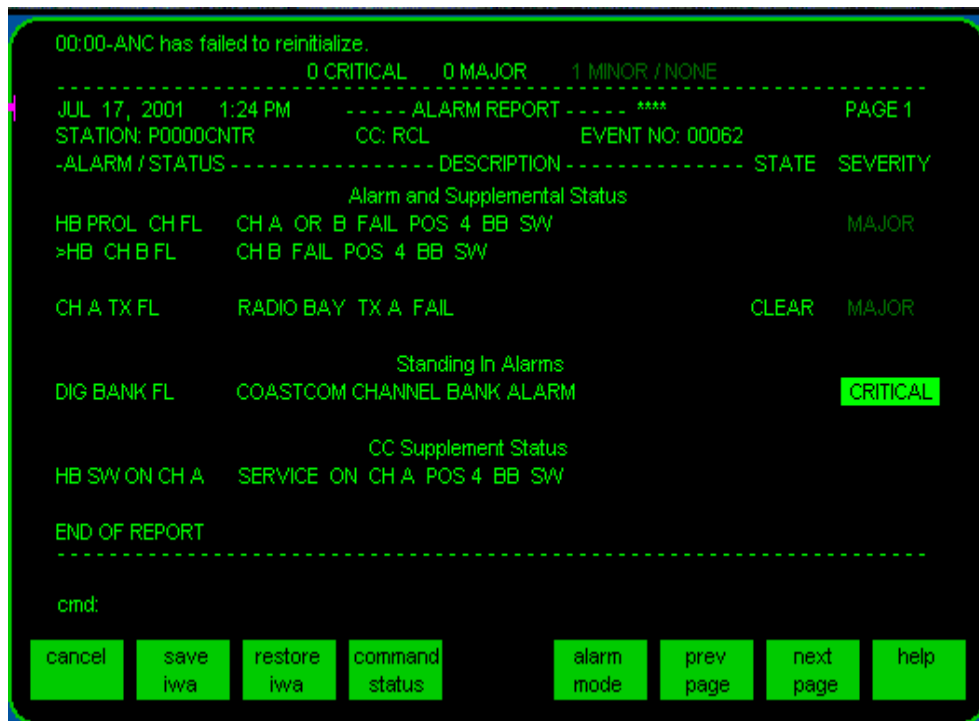 00:00-ANC has failed to reinitialize.
0 CRITICAL 0 MAJOR 1 MINOR / NONE
JUL 17, 2001 1:24 PM - - - - - ALARM REPORT - - - - - **** PAGE 1
STATION: P0000CNTR CC: RCL EVENT NO: 00062
-ALARM / STATUS - - - - - - - - - - - - - - - - - DESCRIPTION - - - - - - - - - - - - - - - STATE SEVERITY
Alarm and Supplemental Status
HB PROL CH FL CH A OR B FAIL POS 4 BB SW MAJOR
>HB CH B FL CH B FAIL POS 4 BB SW
CH A TX FL RADIO BAY TX A FAIL CLEAR MAJOR
Standing In Alarms
DIG BANK FL COASTCOM CHANNEL BANK ALARM CRITICAL
CC Supplement Status
HB SW ON CH A SERVICE ON CH A POS 4 BB SW
END OF REPORT
cmd:
cancel save iwa restore iwa command status alarm mode prev page next page help